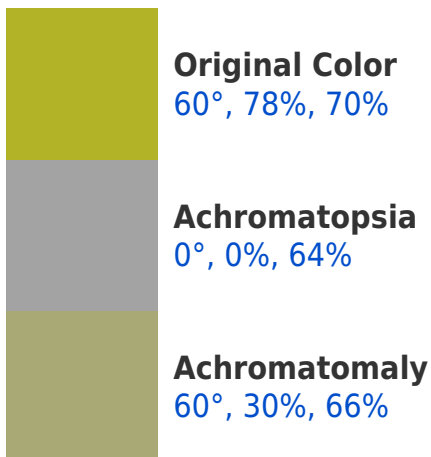 Original Color
60°, 78%, 70%
Achromatopsia
0°, 0%, 64%
Achromatomaly
60°, 30%, 66%